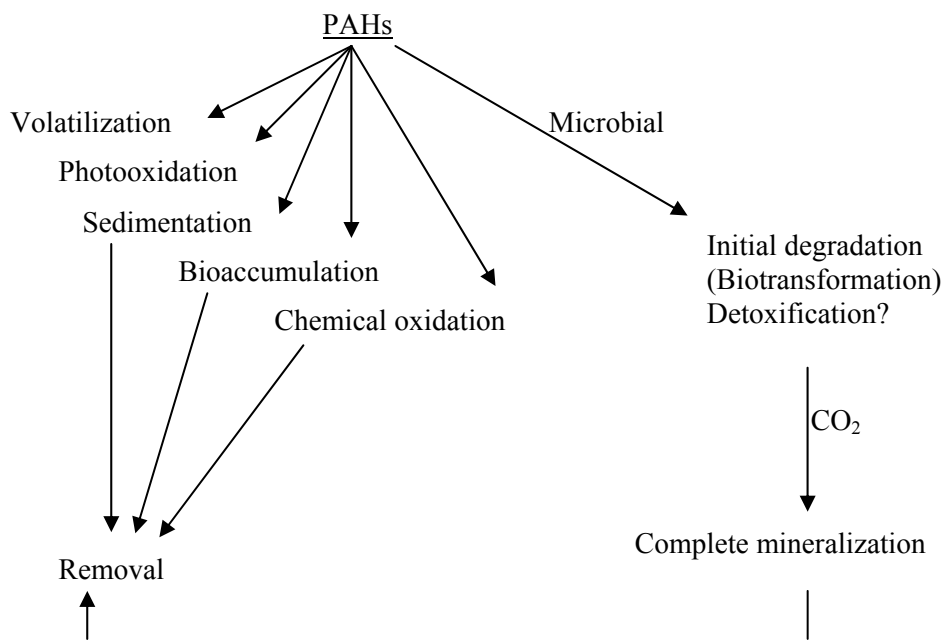 PAHs
Volatilization
Microbial
Photooxidation
Sedimentation
Initial degradation
(Biotransformation)
Detoxification?
Bioaccumulation
Chemical oxidation
CO₂
Complete mineralization
Removal